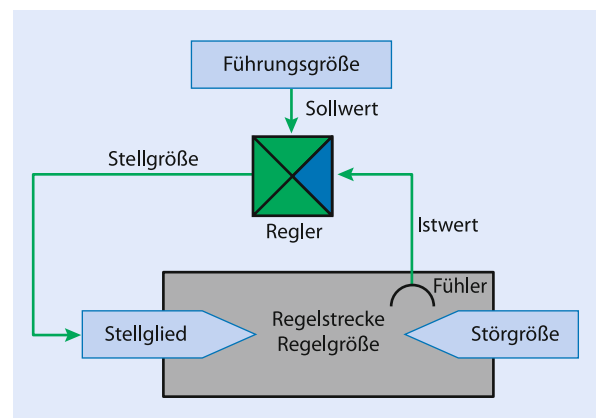 Führungsgröße
Sollwert
Stellgröße
Regler
Istwert
Fühler
Stellglied
Regelstrecke
Regelgröße
Störgröße